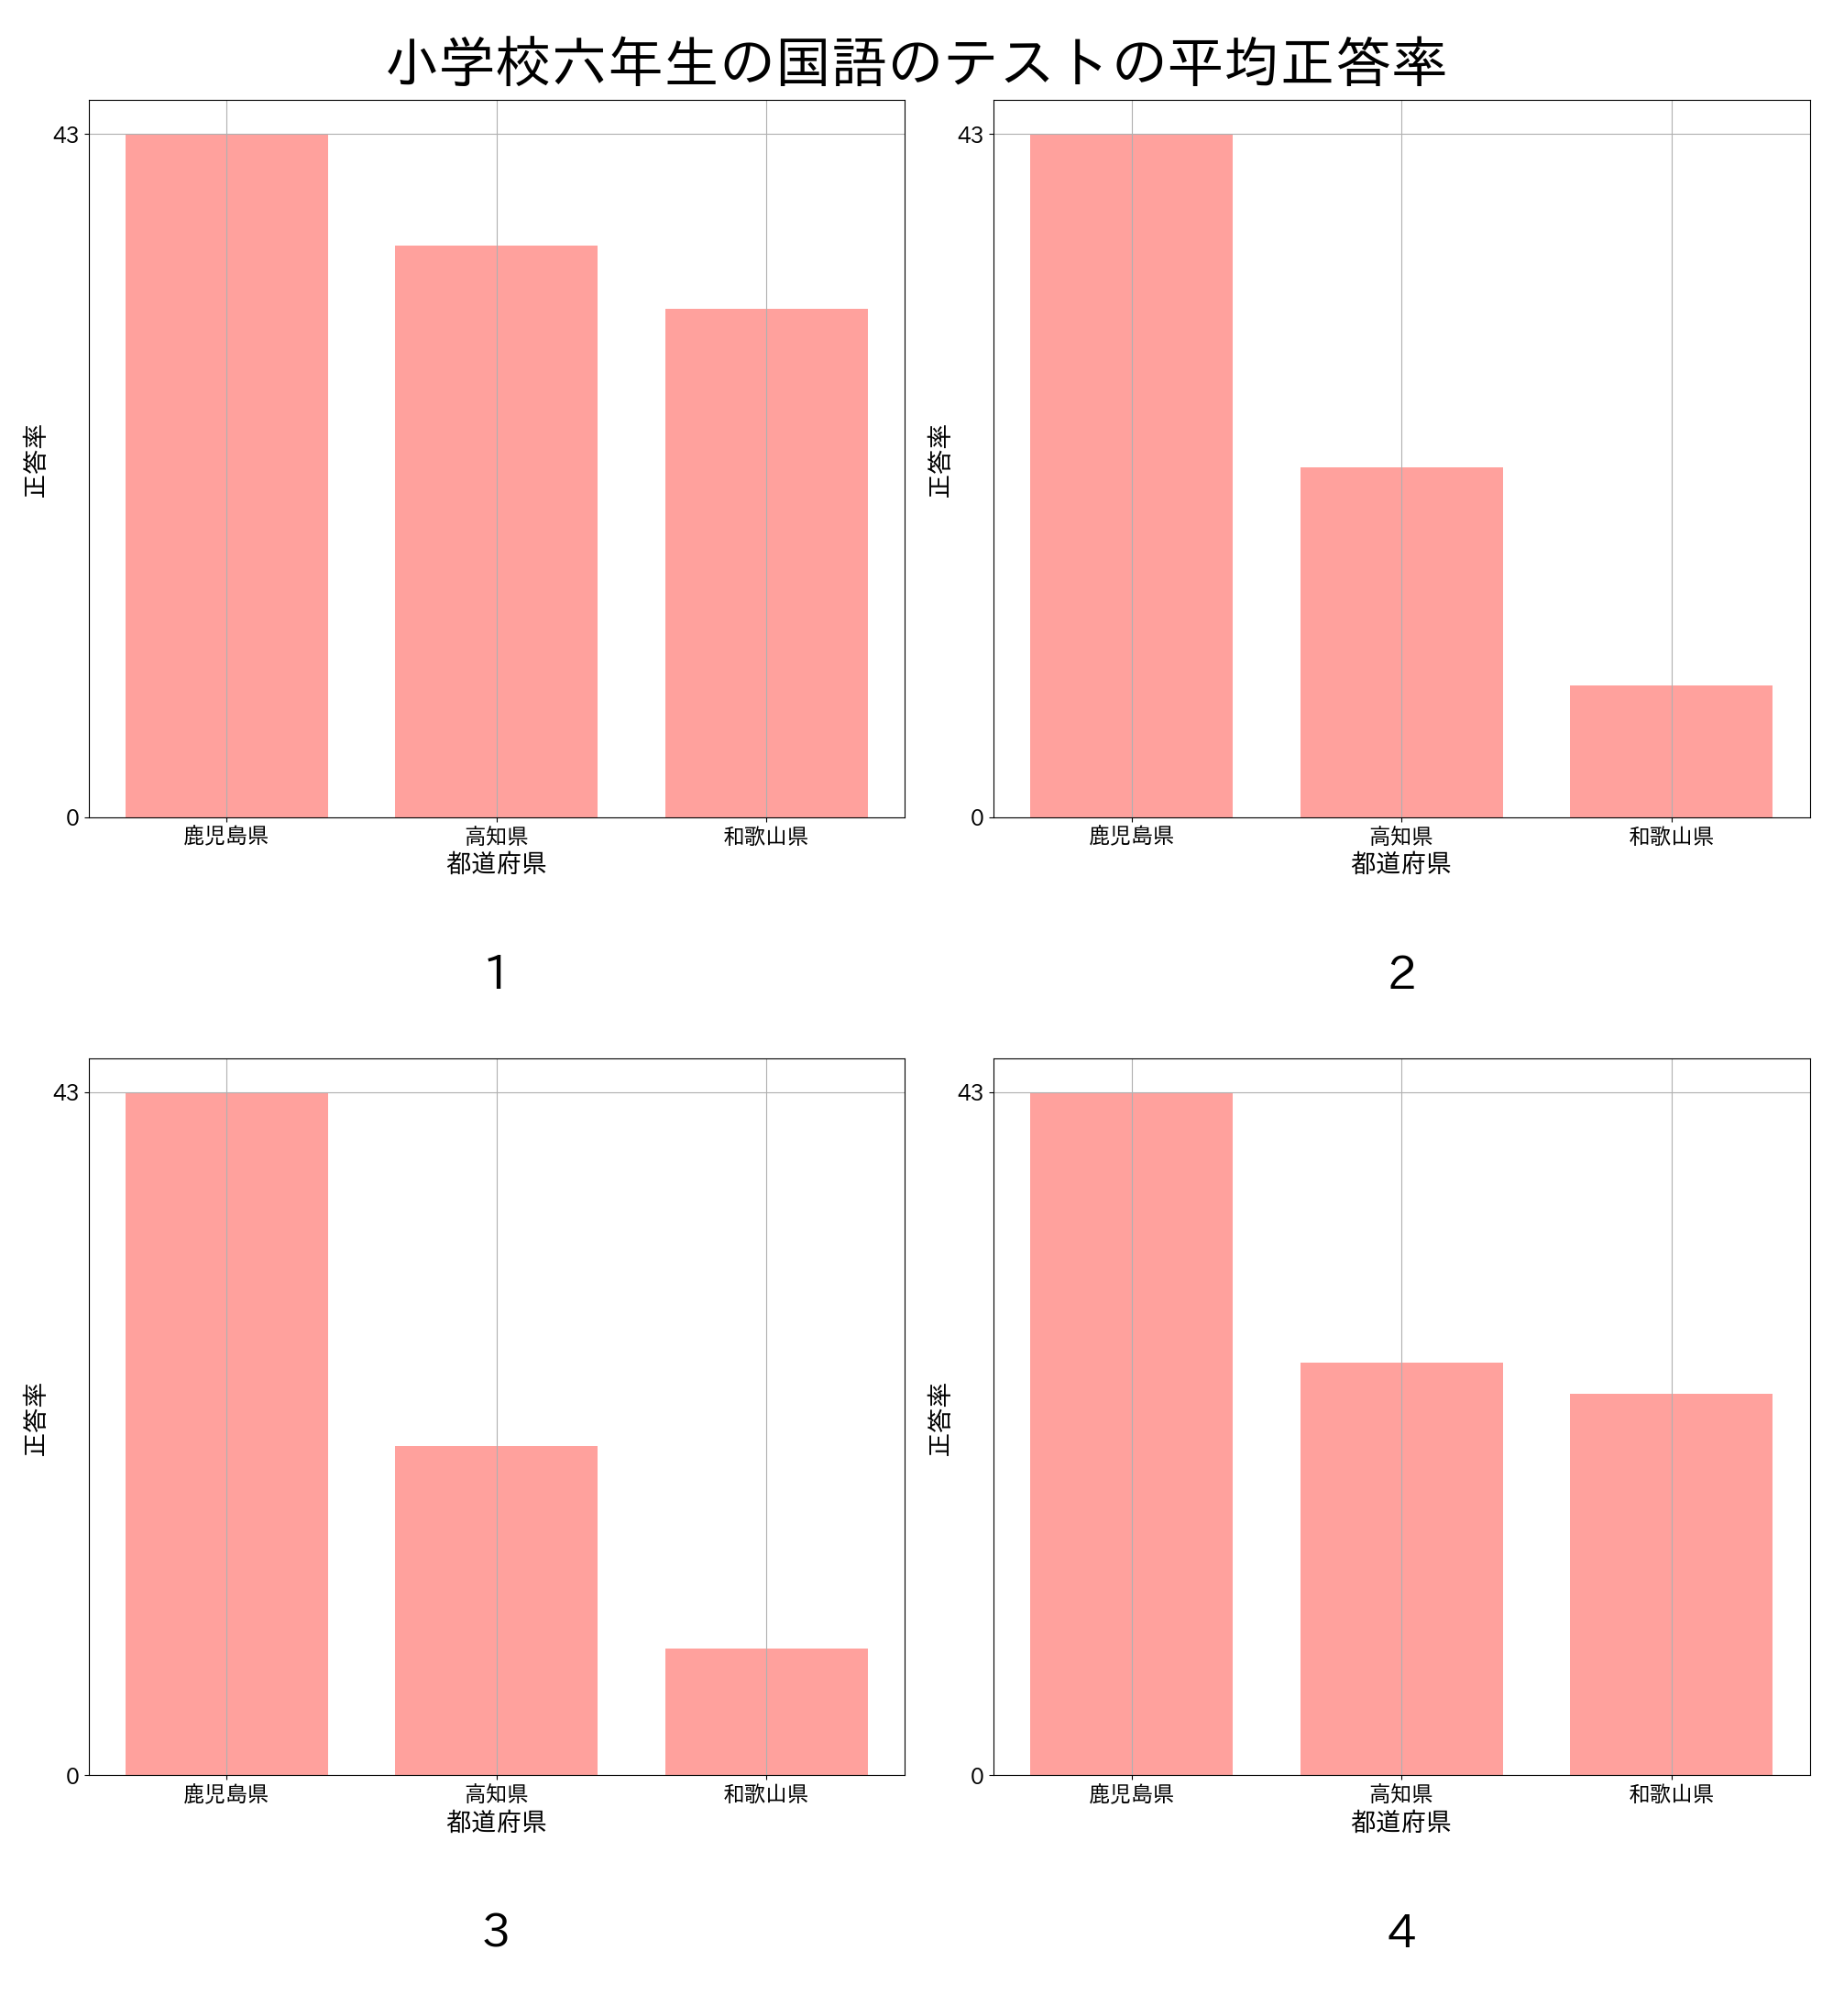 小学校六年生の国語のテストの平均正答率
43
0
正答率
鹿児島県 高知県 和歌山県
都道府県
1
43
0
正答率
鹿児島県 高知県 和歌山県
都道府県
2
43
0
正答率
鹿児島県 高知県 和歌山県
都道府県
3
43
0
正答率
鹿児島県 高知県 和歌山県
都道府県
4